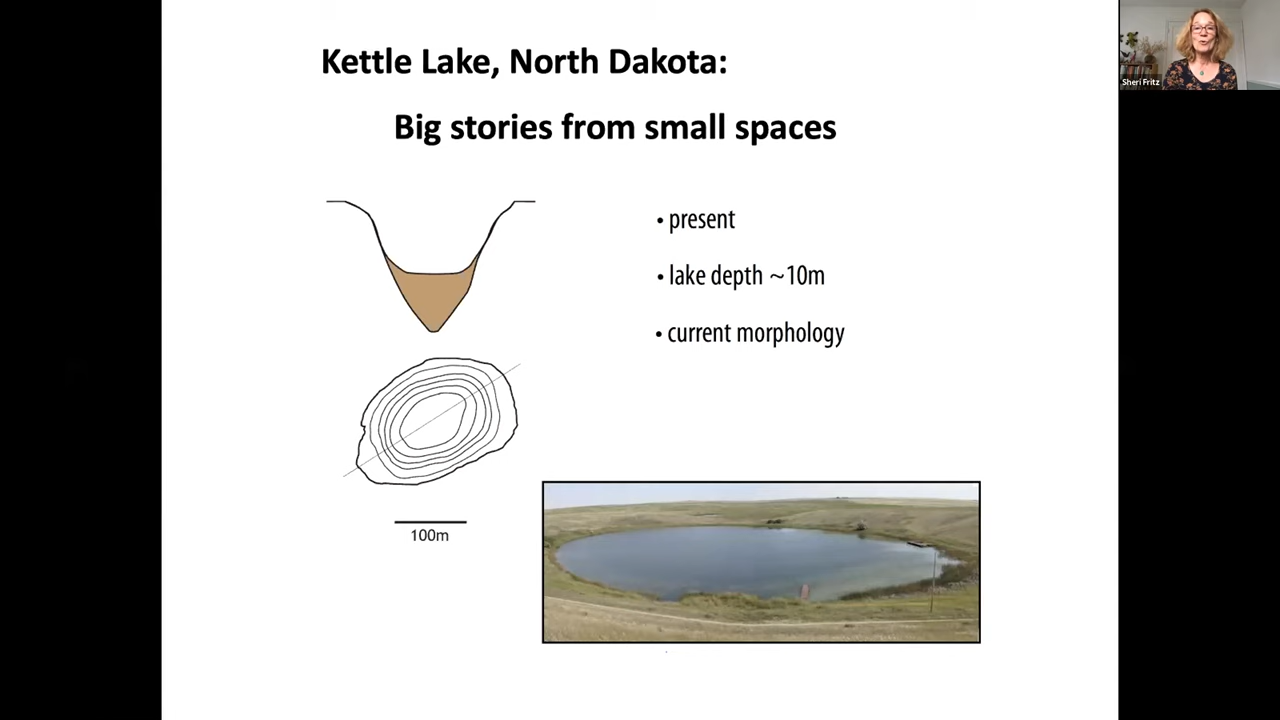 Kettle Lake, North Dakota:
Big stories from small spaces
• present
• lake depth ~10m
• current morphology
100m
Sheri Fritz